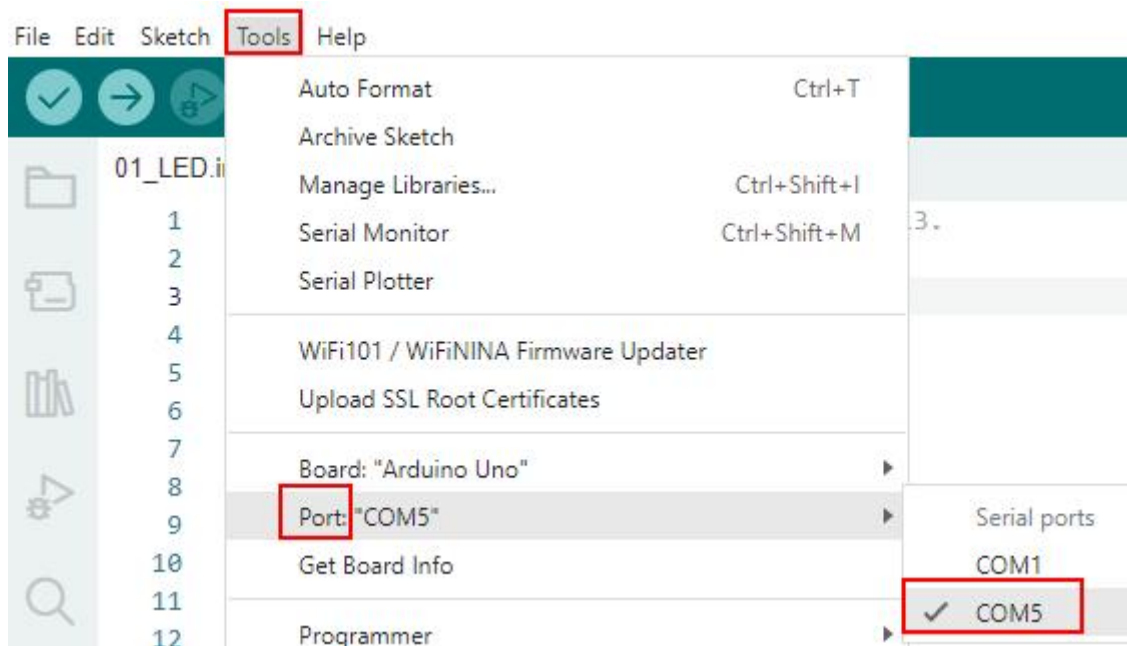 File Edit Sketch Tools Help
Auto Format Ctrl+T
Archive Sketch
01_LED.i
Manage Libraries... Ctrl+Shift+I
1 3.
Serial Monitor Ctrl+Shift+M
2
Serial Plotter
3
4
WiFi101 / WiFiNINA Firmware Updater
5
Upload SSL Root Certificates
6
7
Board: "Arduino Uno"
8
Port: "COM5" Serial ports
9
10 Get Board Info COM1
11
COM5
12 Programmer